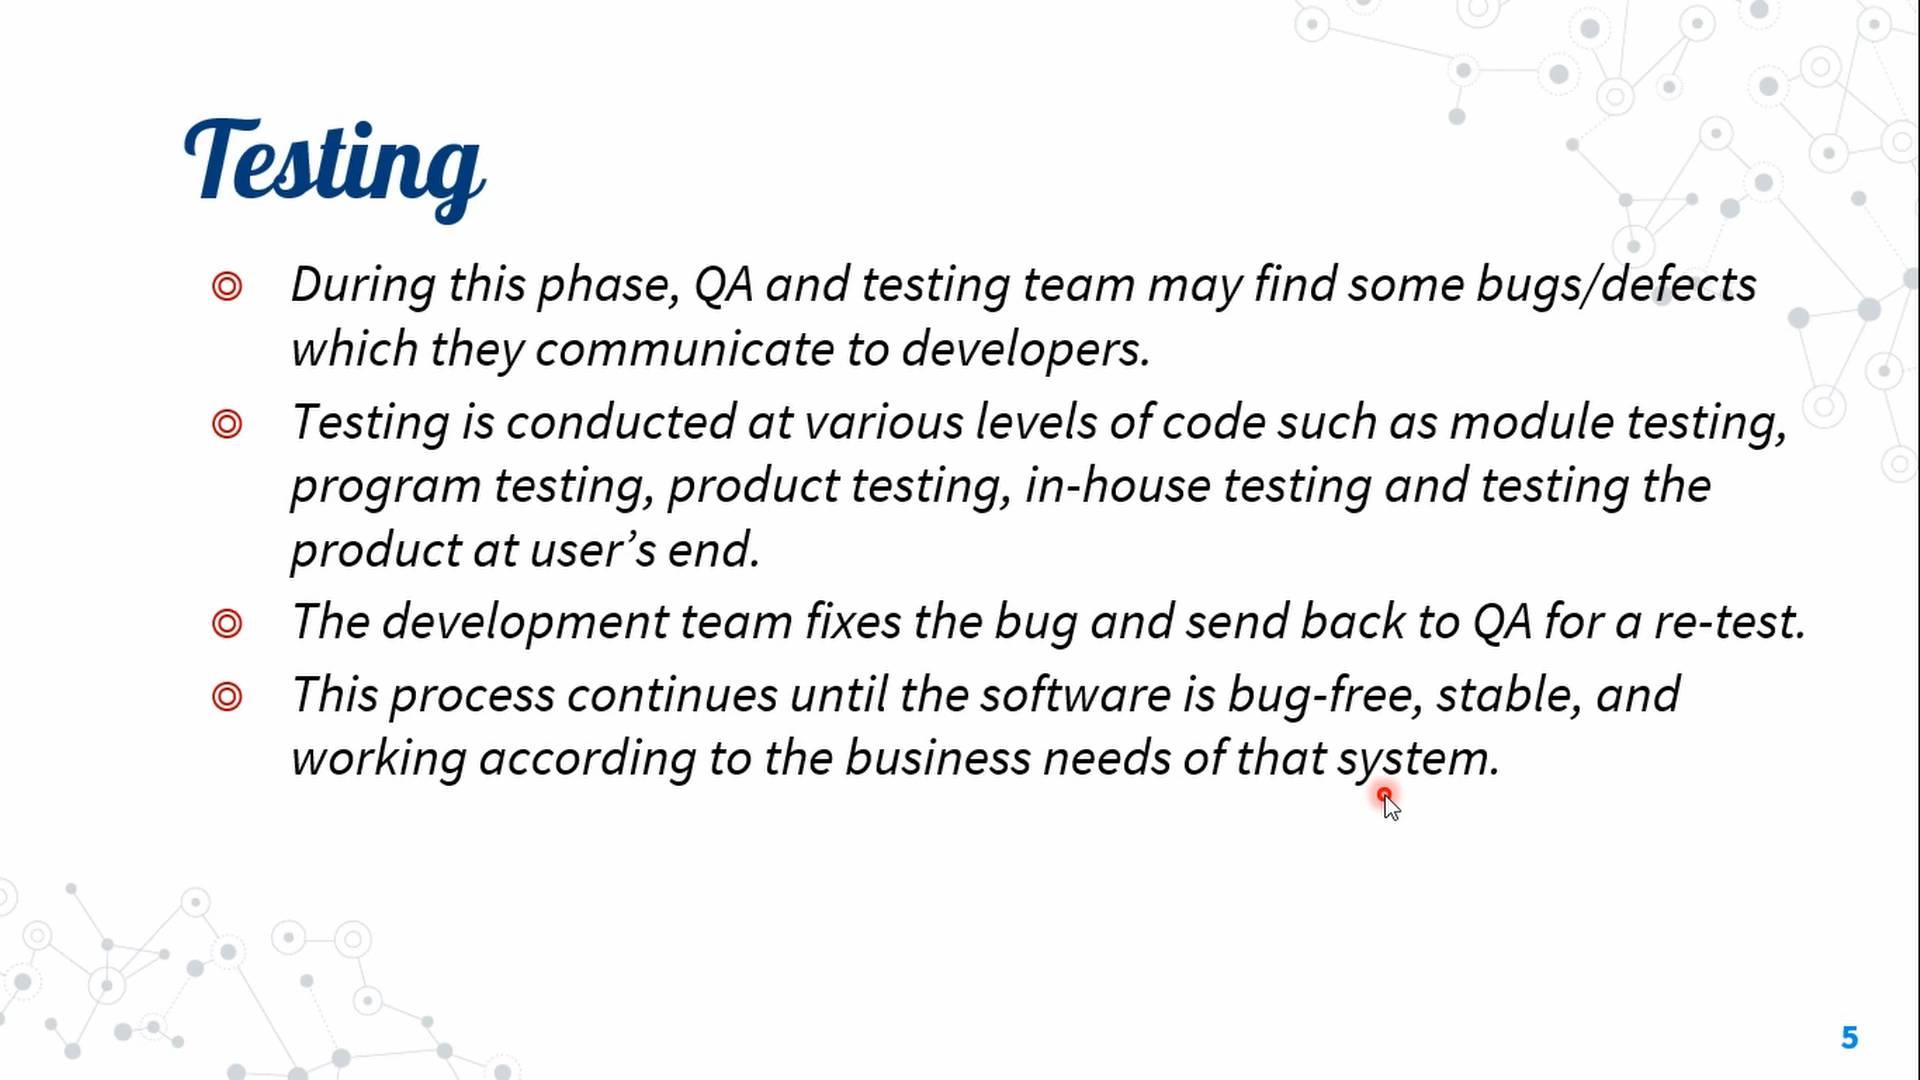 Testing
During this phase, QA and testing team may find some bugs/defects
which they communicate to developers.
Testing is conducted at various levels of code such as module testing,
program testing, product testing, in-house testing and testing the
product at user’s end.
The development team fixes the bug and send back to QA for a re-test.
This process continues until the software is bug-free, stable, and
working according to the business needs of that system.
5